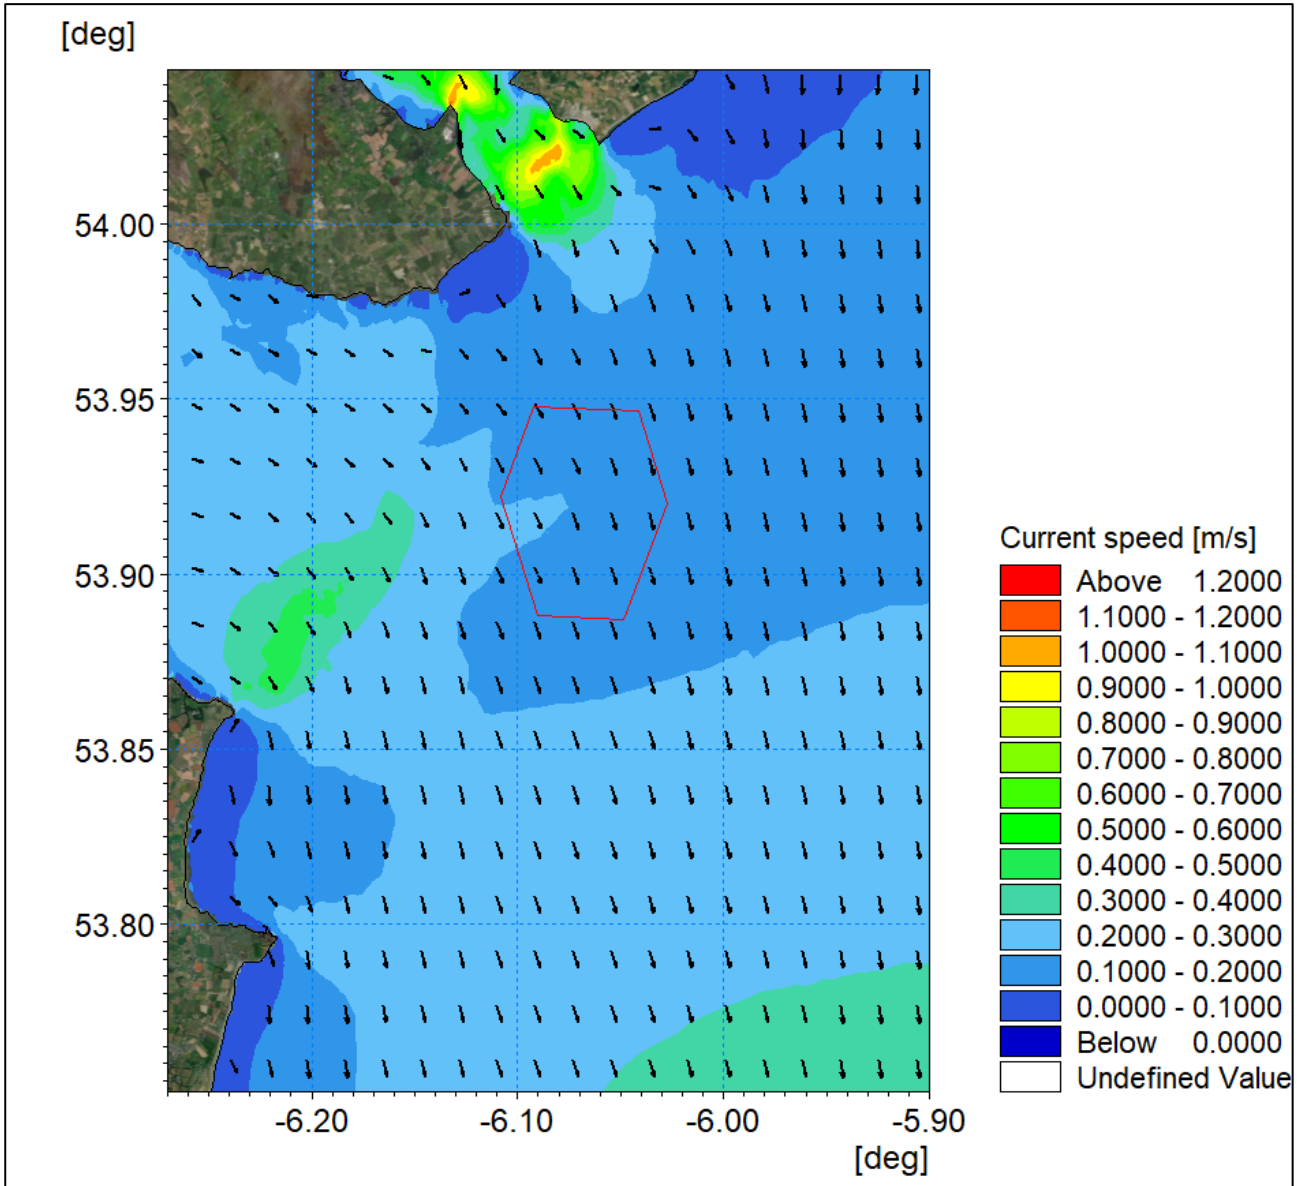 [deg]
54.00
53.95
53.90
53.85
53.80
-6.20
-6.10
-6.00
-5.90
[deg]
Current speed [m/s]
Above 1.2000
1.1000 - 1.2000
1.0000 - 1.1000
0.9000 - 1.0000
0.8000 - 0.9000
0.7000 - 0.8000
0.6000 - 0.7000
0.5000 - 0.6000
0.4000 - 0.5000
0.3000 - 0.4000
0.2000 - 0.3000
0.1000 - 0.2000
0.0000 - 0.1000
Below 0.0000
Undefined Value